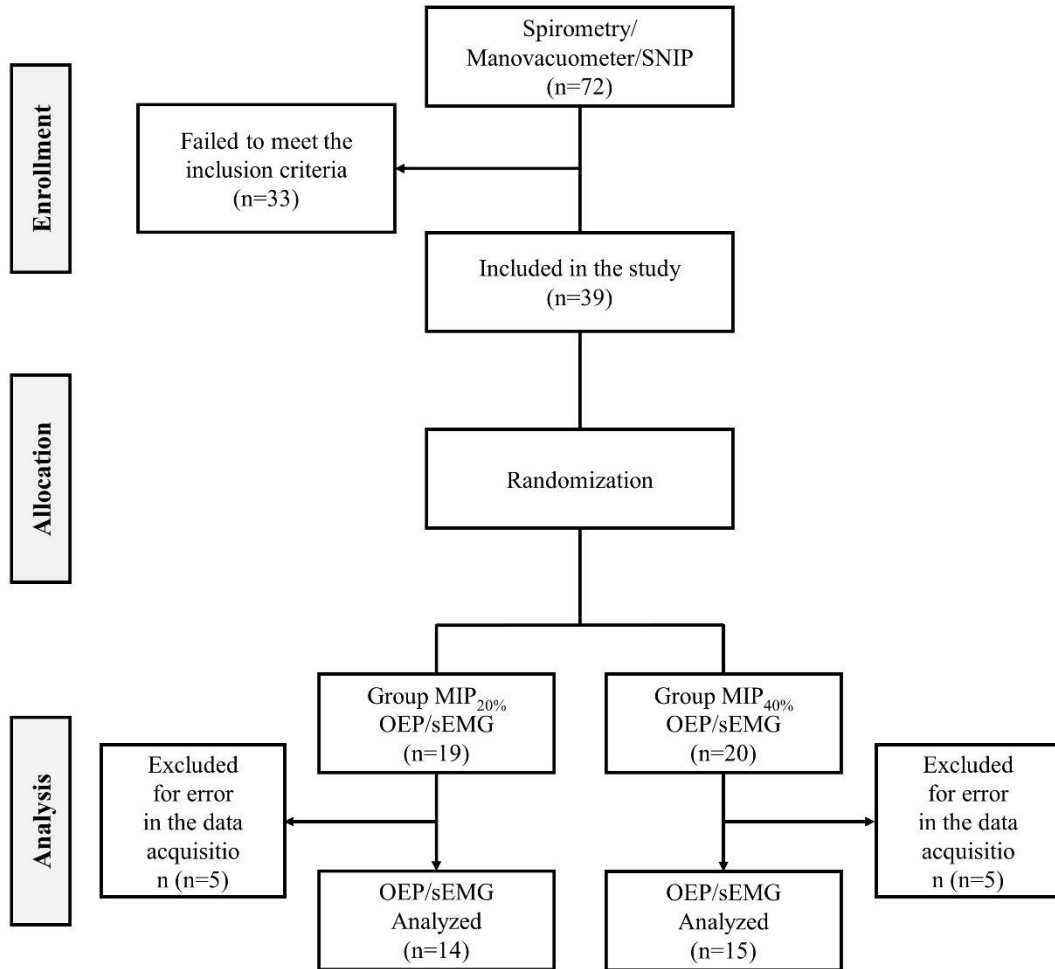 Enrollment
Spirometry/
Manovacuometer/SNIP
(n=72)
Failed to meet the
inclusion criteria
(n=33)
Included in the study
(n=39)
Allocation
Randomization
Analysis
Group MIP20%
OEP/sEMG
(n=19)
Group MIP40%
OEP/sEMG
(n=20)
Excluded
for error
in the data
acquisitio
n (n=5)
Excluded
for error
in the data
acquisitio
n (n=5)
OEP/sEMG
Analyzed
(n=14)
OEP/sEMG
Analyzed
(n=15)